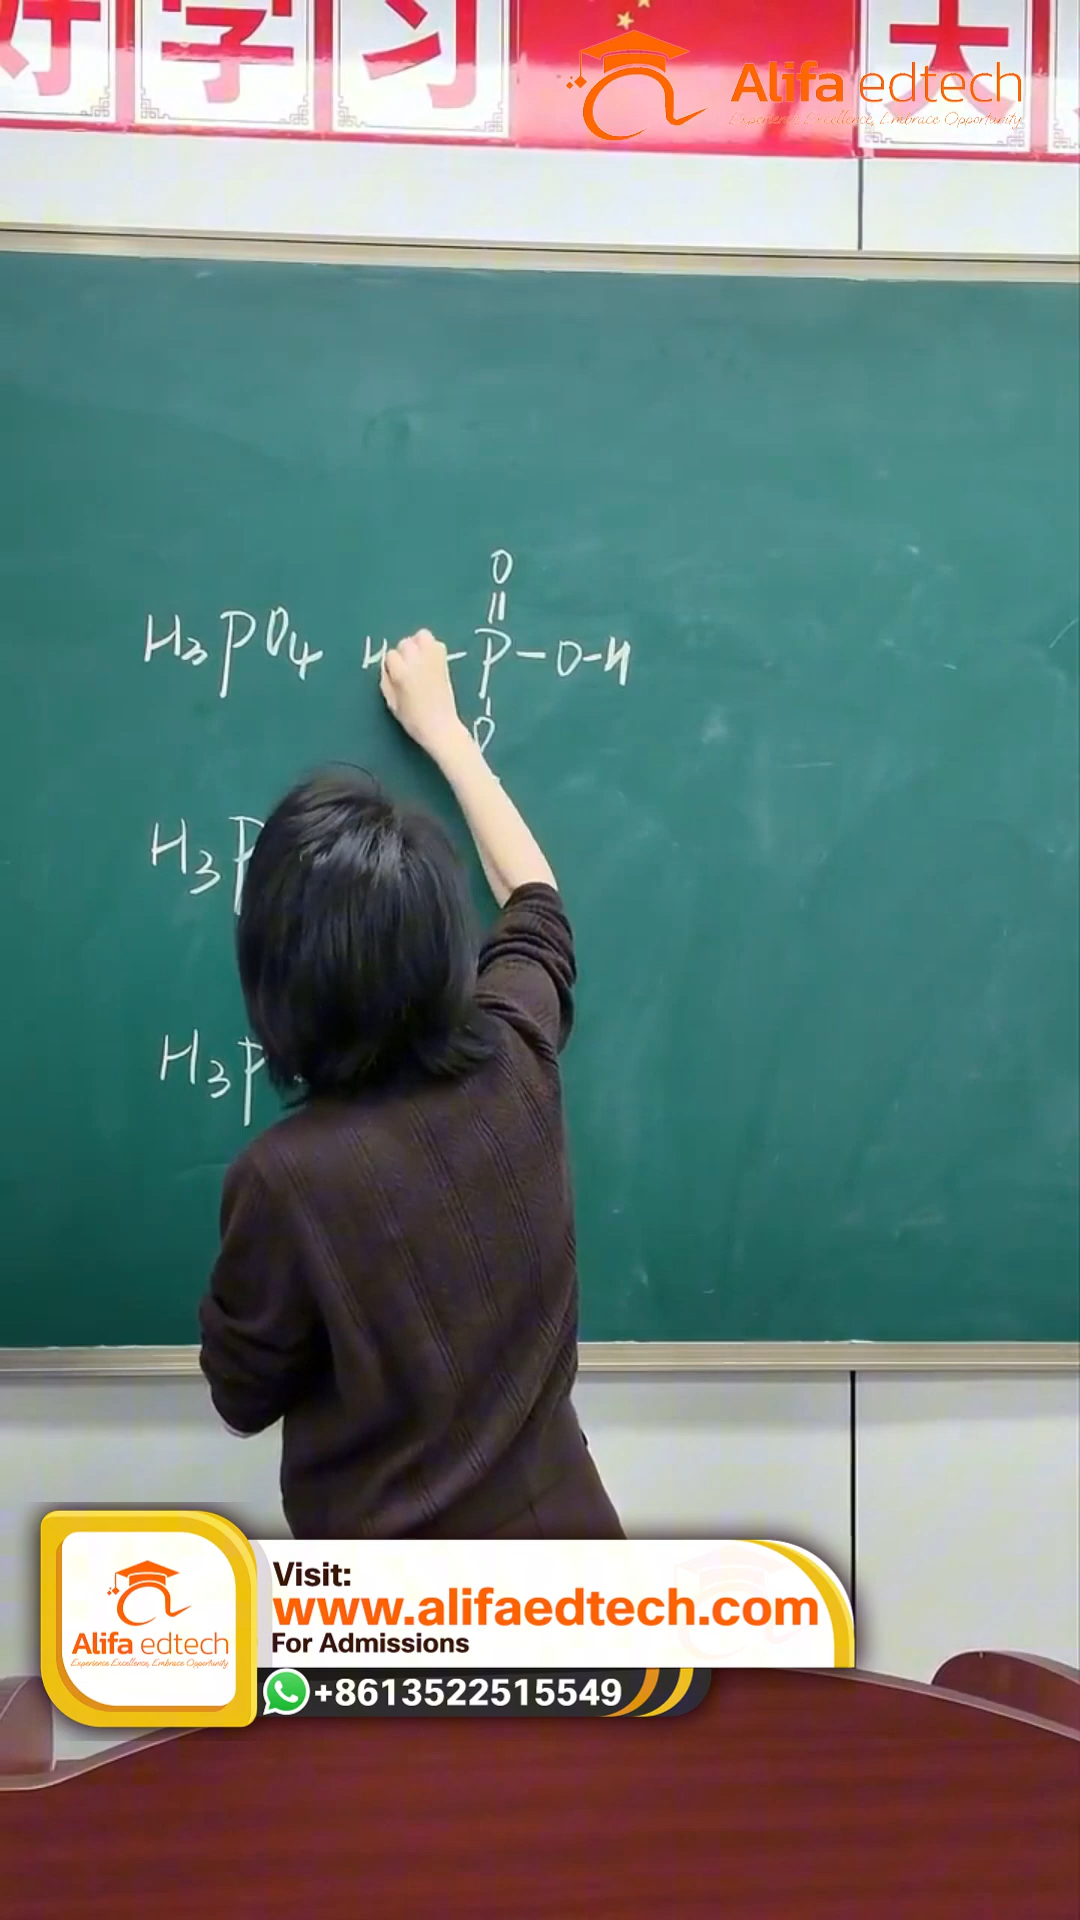 好 学 习 大
Alifa edtech
Experience Excellence, Embrace Opportunity
O
||
H₃PO₄ H – P – O – H
O
H₃P
H₃P
Visit:
www.alifaedtech.com
For Admissions
Alifa edtech
Experience Excellence, Embrace Opportunity
+8613522515549